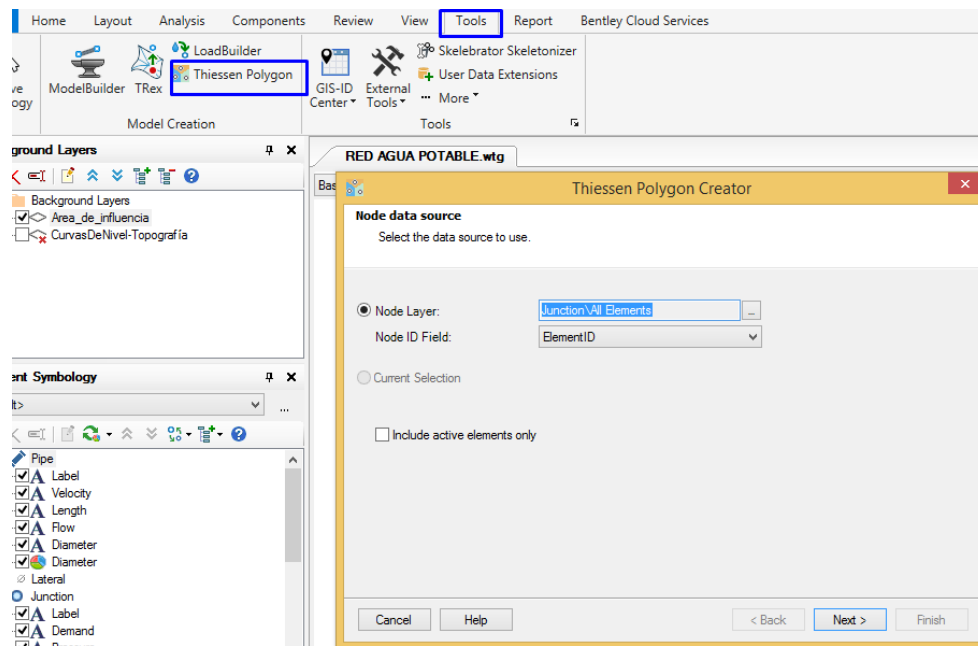 Home Layout Analysis Components Review View Tools Report Bentley Cloud Services
LoadBuilder
Thiessen Polygon
ModelBuilder TRex
Model Creation
GIS-ID
Center
External
Tools
Skelebrator Skeletonizer
User Data Extensions
More
Tools
ve
ogy
ground Layers
Background Layers
Area_de_influencia
CurvasDeNivel-Topografía
ent Symbology
lt>
...
Pipe
Label
Velocity
Length
Flow
Diameter
Diameter
Lateral
Junction
Label
Demand
RED AGUA POTABLE.wtg
Bas
Thiessen Polygon Creator
Node data source
Select the data source to use.
Node Layer: Junction\All Elements ...
Node ID Field: ElementID
Current Selection
Include active elements only
Cancel Help < Back Next > Finish